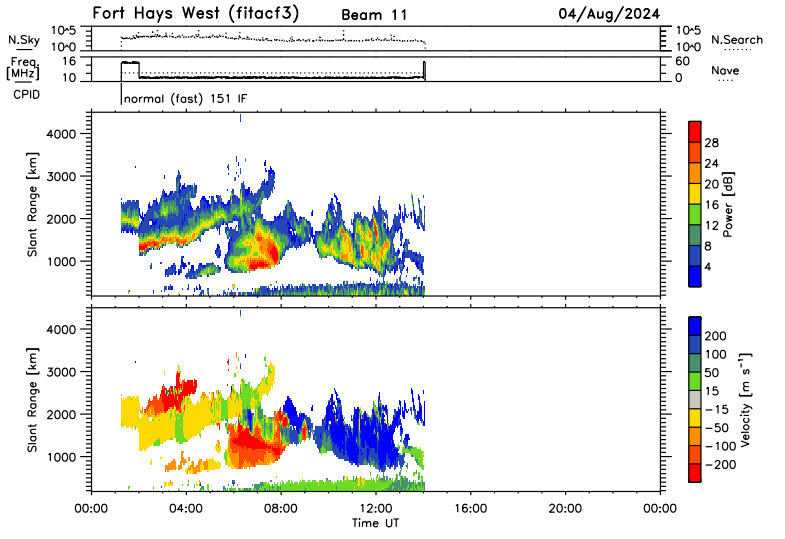 Fort Hays West (fitacf3) Beam 11 04/Aug/2024
N.Sky 10^5 10^0 10^5 10^0 N.Search
Freq. [MHz] 16 10 60 0 Nave
CPID normal (fast) 151 IF
Slant Range [km] 4000 3000 2000 1000
Power [dB] 28 24 20 16 12 8 4
Slant Range [km] 4000 3000 2000 1000
Velocity [m s⁻¹] 200 100 50 15 −15 −50 −100 −200
00:00 04:00 08:00 12:00 16:00 20:00 00:00
Time UT